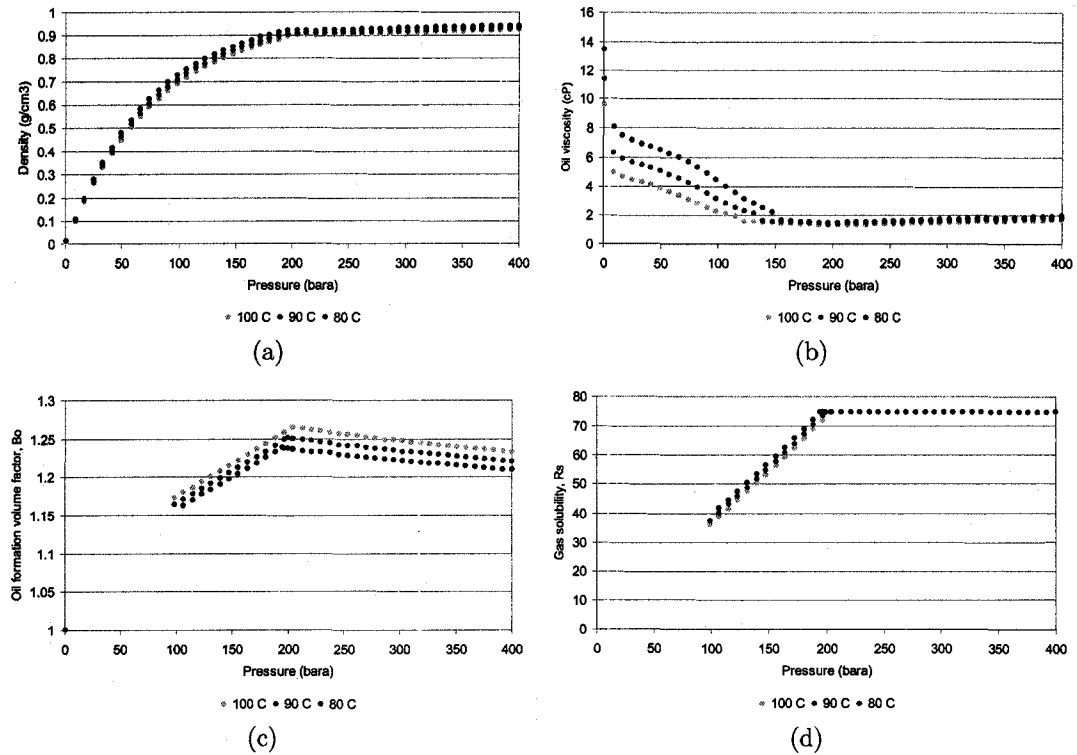 Density (g/cm3)
1
0.9
0.8
0.7
0.6
0.5
0.4
0.3
0.2
0.1
0
0 50 100 150 200 250 300 350 400
Pressure (bara)
100 C 90 C 80 C
(a)
Oil viscosity (cP)
16
14
12
10
8
6
4
2
0
0 50 100 150 200 250 300 350 400
Pressure (bara)
100 C 90 C 80 C
(b)
Oil formation volume factor, Bo
1.3
1.25
1.2
1.15
1.1
1.05
1
0 50 100 150 200 250 300 350 400
Pressure (bara)
100 C 90 C 80 C
(c)
Gas solubility, Rs
80
70
60
50
40
30
20
10
0
0 50 100 150 200 250 300 350 400
Pressure (bara)
100 C 90 C 80 C
(d)